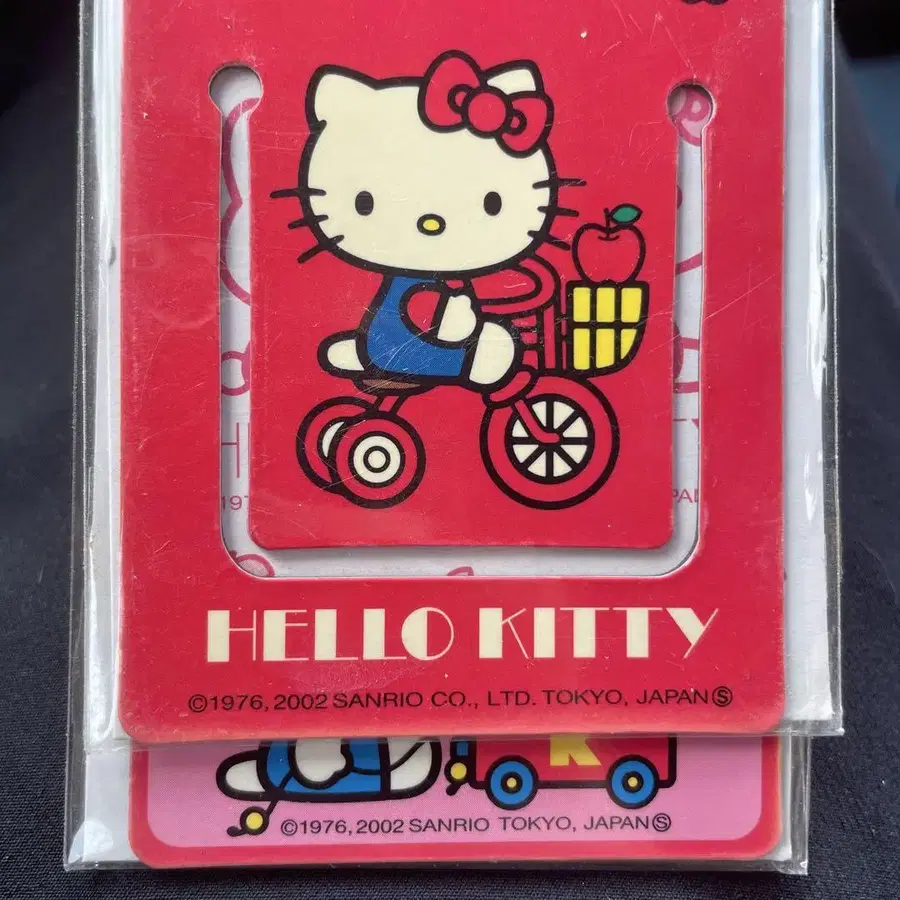 HELLO KITTY
©1976, 2002 SANRIO CO., LTD. TOKYO, JAPAN Ⓢ
K
©1976, 2002 SANRIO TOKYO, JAPAN Ⓢ